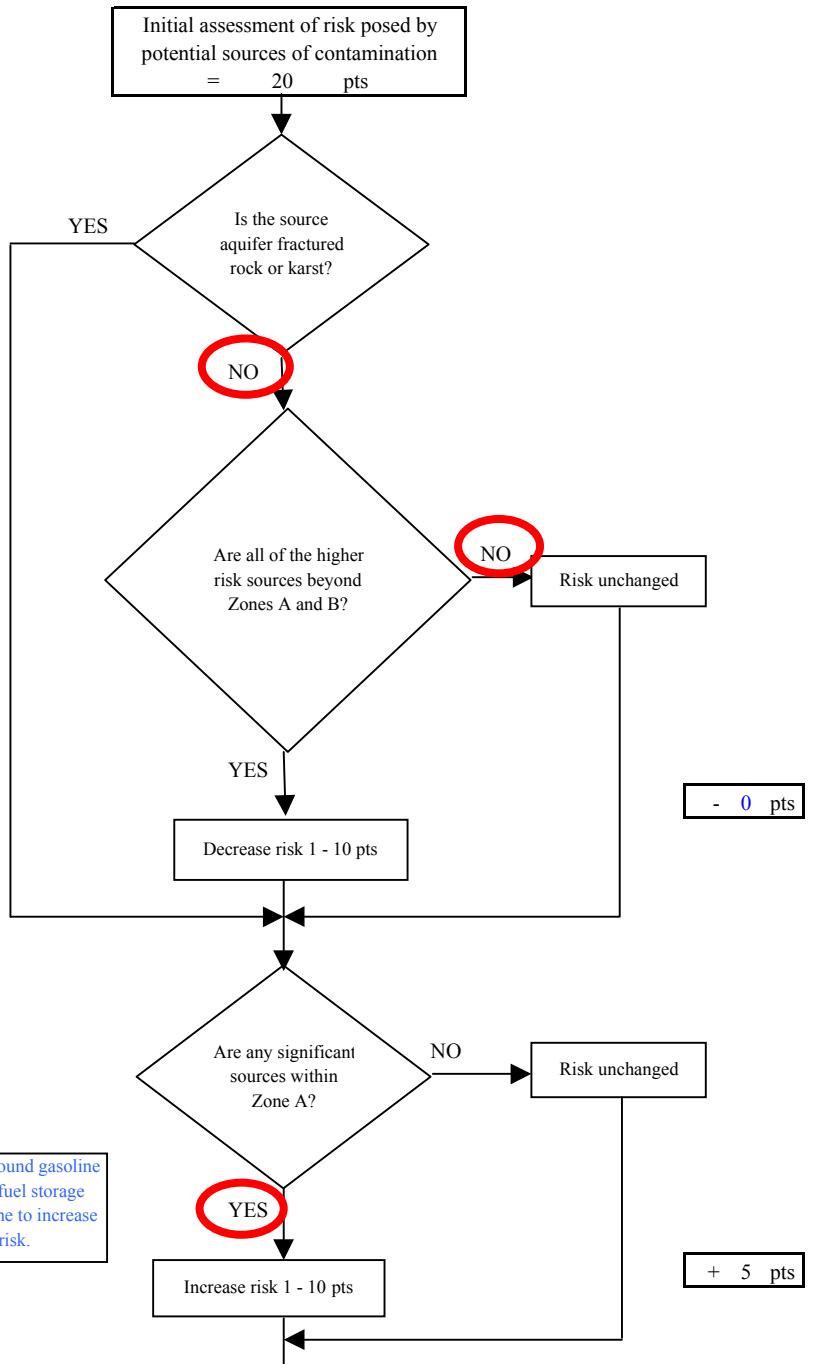 Initial assessment of risk posed by
potential sources of contamination
= 20 pts
YES
Is the source
aquifer fractured
rock or karst?
NO
Are all of the higher
risk sources beyond
Zones A and B?
NO
Risk unchanged
YES
- 0 pts
Decrease risk 1 - 10 pts
Are any significant
sources within
Zone A?
NO
Risk unchanged
ound gasoline
fuel storage
ne to increase
risk.
YES
+ 5 pts
Increase risk 1 - 10 pts